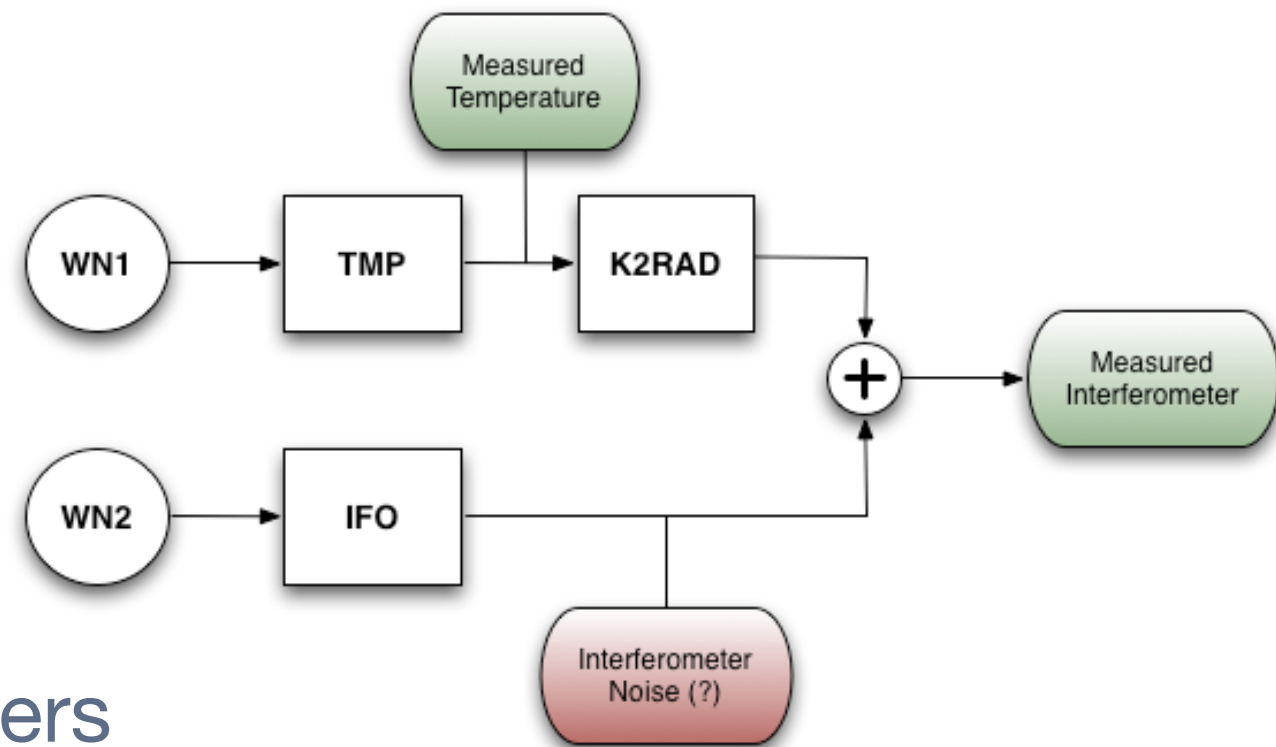 Measured
Temperature
WN1
TMP
K2RAD
+
Measured
Interferometer
WN2
IFO
Interferometer
Noise (?)
ers